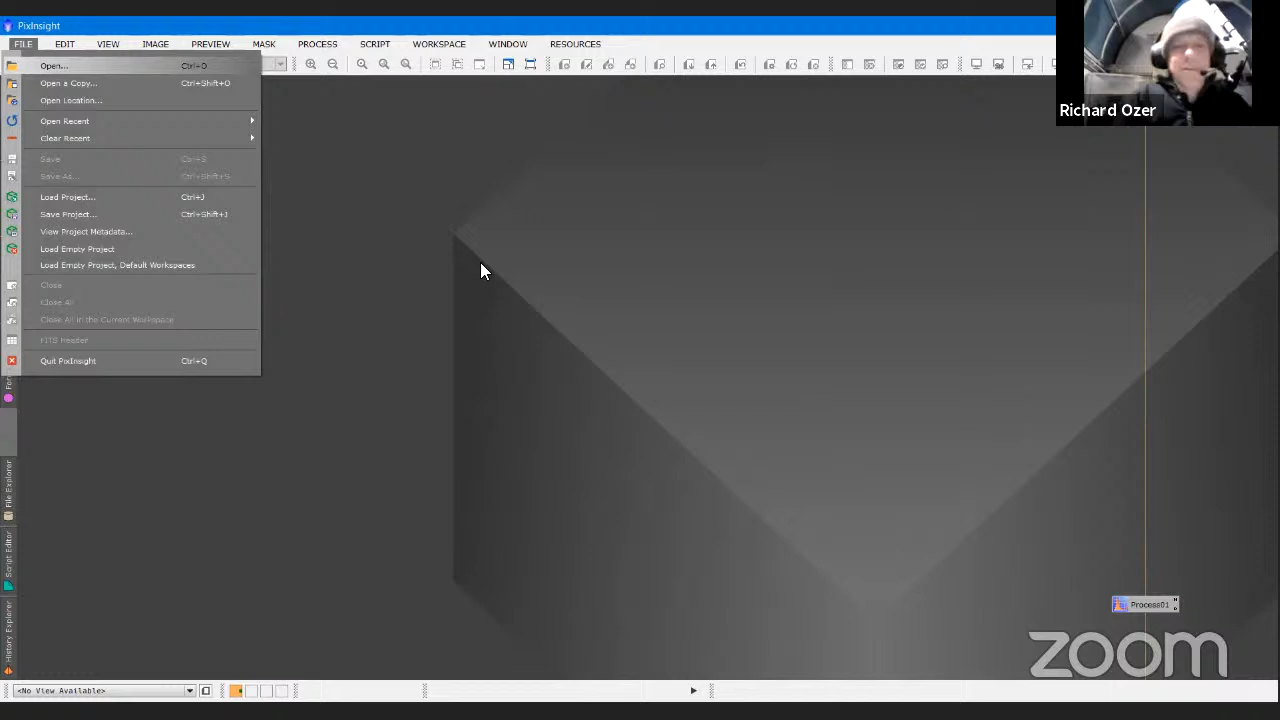 PixInsight
FILE EDIT VIEW IMAGE PREVIEW MASK PROCESS SCRIPT WORKSPACE WINDOW RESOURCES
Open... Ctrl+O
Open a Copy... Ctrl+Shift+O
Open Location...
Open Recent
Clear Recent
Save Ctrl+S
Save As... Ctrl+Shift+S
Load Project... Ctrl+J
Save Project... Ctrl+Shift+J
View Project Metadata...
Load Empty Project
Load Empty Project, Default Workspaces
Close
Close All
Close All in the Current Workspace
FITS Header
Quit PixInsight Ctrl+Q
Richard Ozer
File Explorer
Script Editor
History Explorer
Process01
zoom
<No View Available>